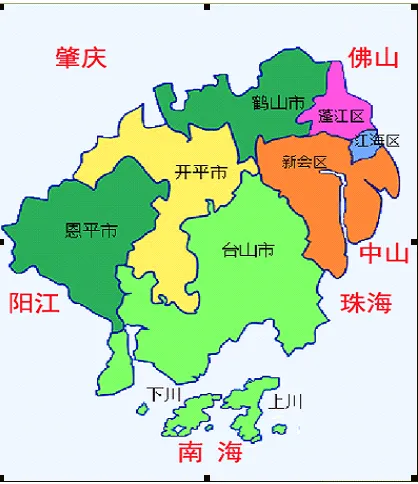 肇庆
佛山
鹤山市
蓬江区
江海区
新会区
开平市
恩平市
台山市
中山
阳江
珠海
下川
上川
南 海